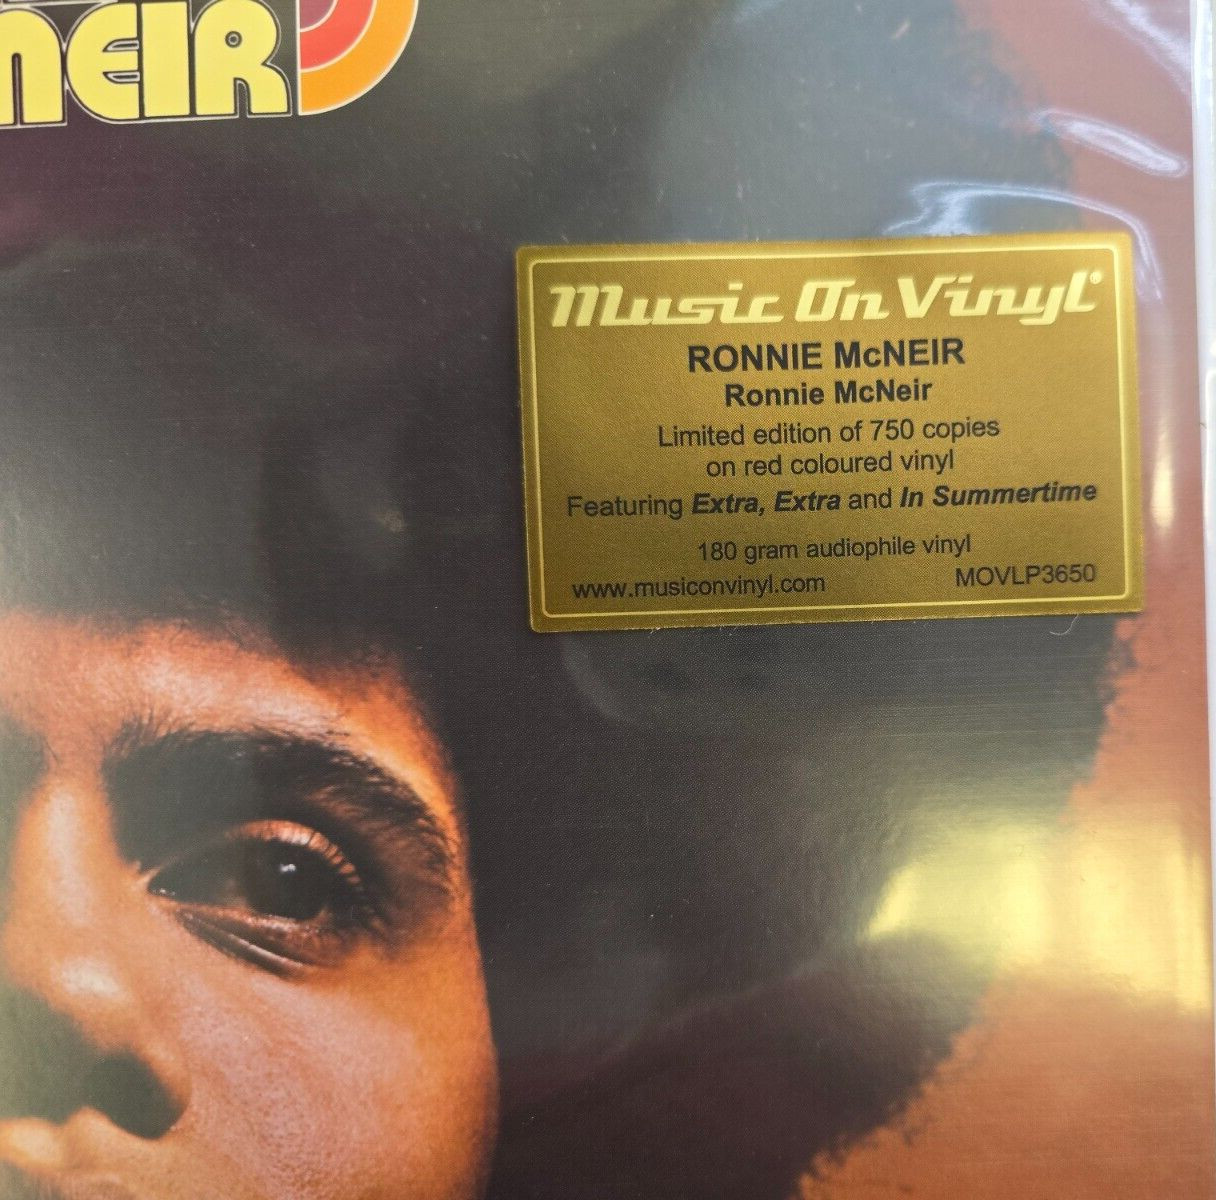 NEIR
Music On Vinyl®
RONNIE McNEIR
Ronnie McNeir
Limited edition of 750 copies
on red coloured vinyl
Featuring Extra, Extra and In Summertime
180 gram audiophile vinyl
www.musiconvinyl.com MOVLP3650